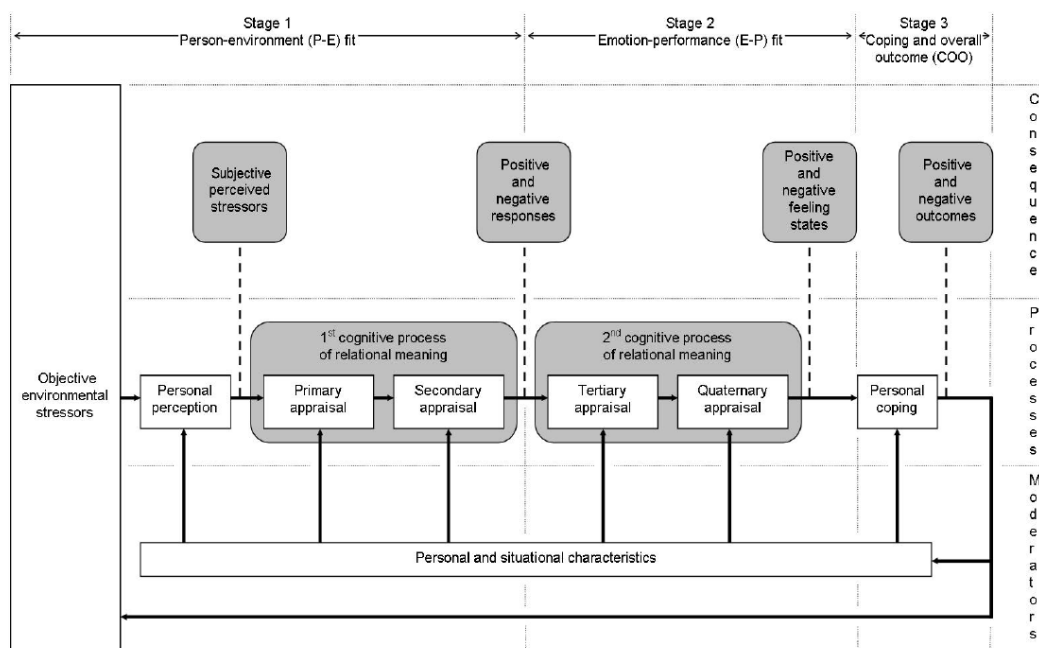 Stage 1
Person-environment (P-E) fit
Stage 2
Emotion-performance (E-P) fit
Stage 3
Coping and overall
outcome (COO)
Subjective
perceived
stressors
Positive
and
negative
responses
Positive
and
negative
feeling
states
Positive
and
negative
outcomes
Consequence
1st cognitive process
of relational meaning
2nd cognitive process
of relational meaning
Objective
environmental
stressors
Personal
perception
Primary
appraisal
Secondary
appraisal
Tertiary
appraisal
Quaternary
appraisal
Personal
coping
Processes
Personal and situational characteristics
Moderators